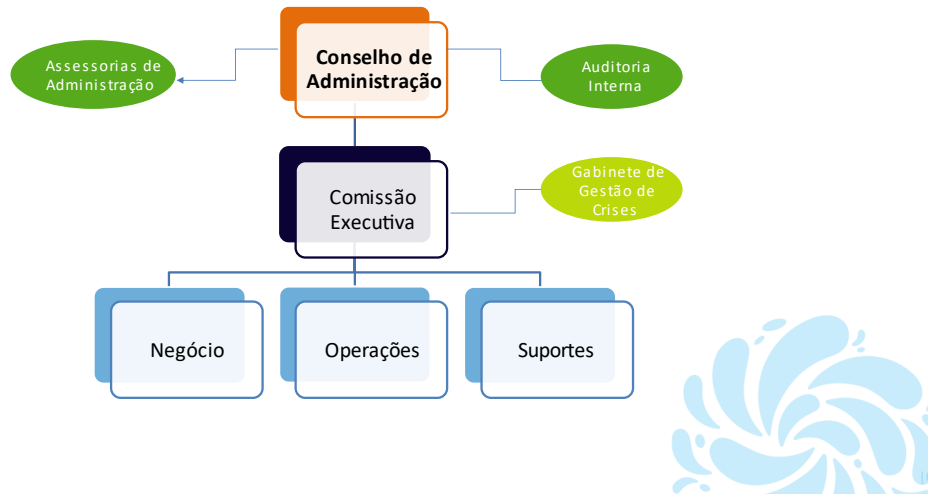 Assessorias de
Administração
Conselho de
Administração
Auditoria
Interna
Comissão
Executiva
Gabinete de
Gestão de
Crises
Negócio
Operações
Suportes